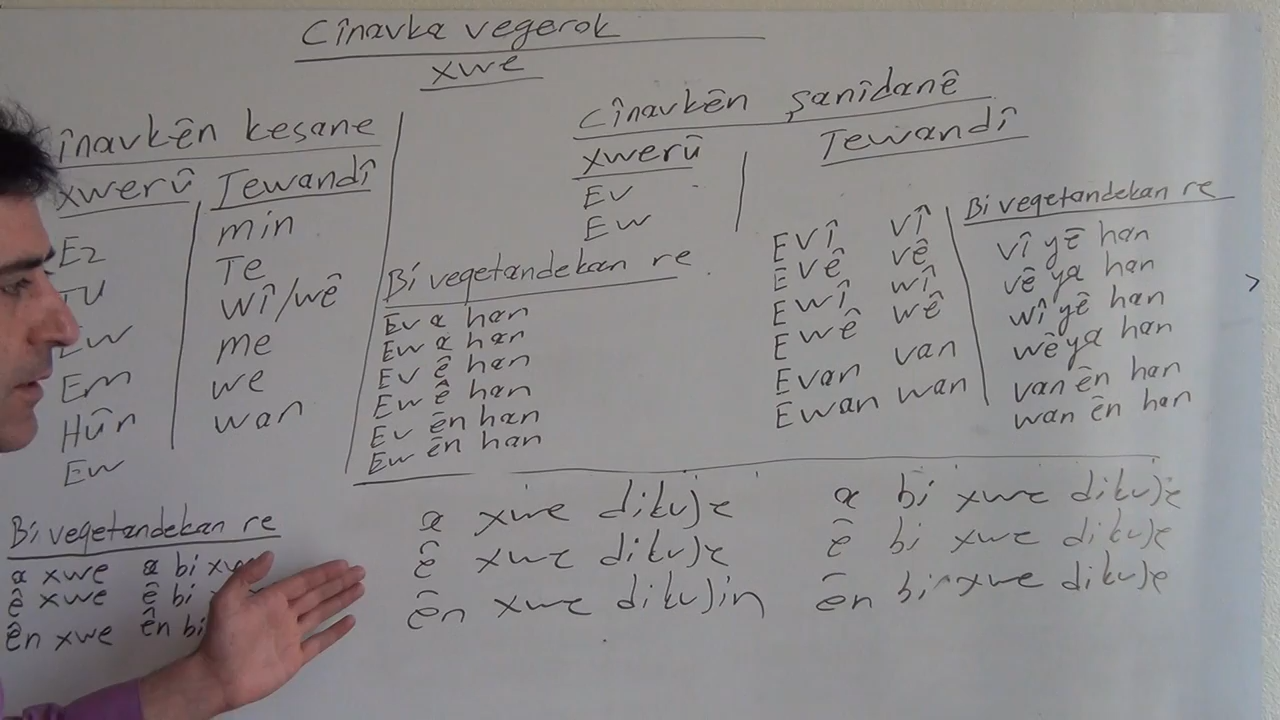 Cînavka vegerok
xwe
Cînavkên kesane
xwerû Tewandî
Ez min
Tu Te
Ew wî/wê
Em me
Hûn we
Ew wan
Bi vegetandekan re
a xwe a bi xwe
ê xwe ê bi
ên xwe ên bi
Cînavkên şanîdanê
xwerû Tewandî
Ev
Ew
Bi vegetandekan re
Ev a han
Ew a han
Ev ê han
Ew ê han
Ev ên han
Ew ên han
Evî vî
Evê vê
Ewî wî
Ewê wê
Evan van
Ewan wan
Bi vegetandekan re
vî yê han
vê ya han
wî yê han
wê ya han
van ên han
wan ên han
a xwe dikuje a bi xwe dikuje
ê xwe dikuje ê bi xwe dikuje
ên xwe dikujin ên bi xwe dikuje